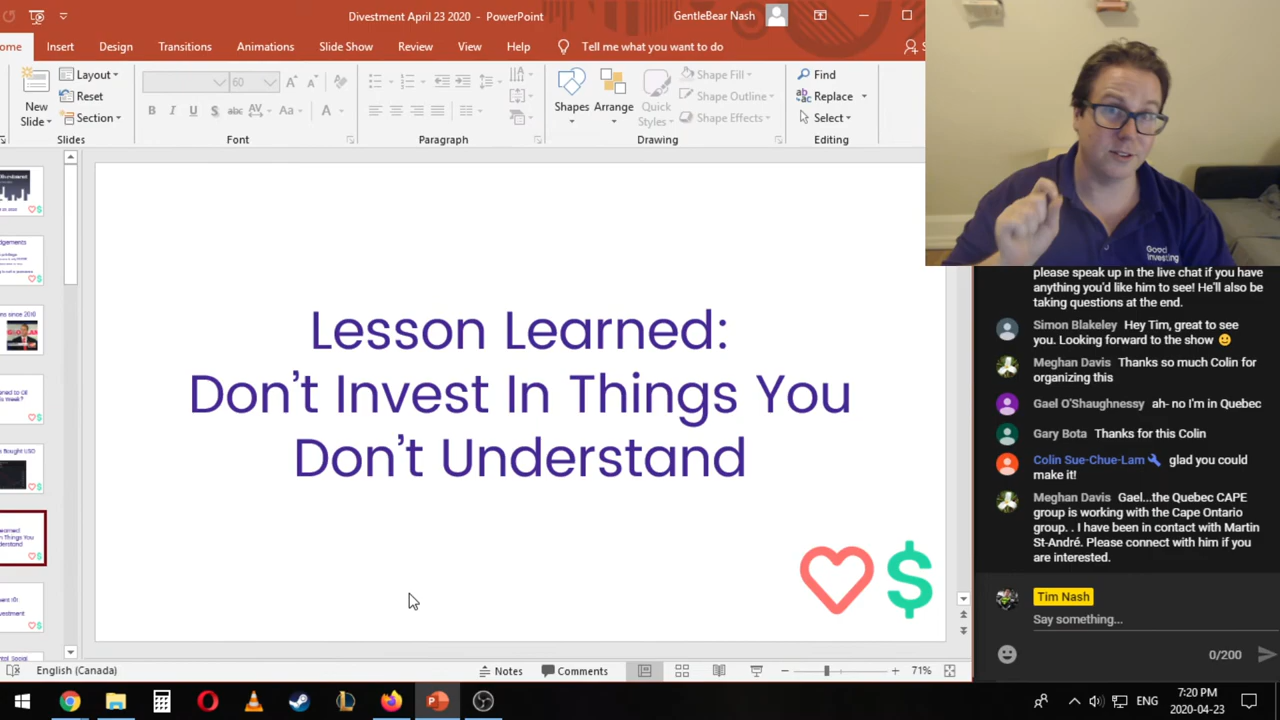 Divestment April 23 2020 - PowerPoint
GentleBear Nash
ome
Insert
Design
Transitions
Animations
Slide Show
Review
View
Help
Tell me what you want to do
New
Slide
Layout
Reset
Section
Slides
60
B I U S abc AV Aa A
Font
Paragraph
Shapes
Arrange
Quick
Styles
Shape Fill
Shape Outline
Shape Effects
Drawing
Find
Replace
Select
Editing
Lesson Learned:
Don't Invest In Things You
Don't Understand
$
Good
Investing
please speak up in the live chat if you have
anything you'd like him to see! He'll also be
taking questions at the end.
Simon Blakeley Hey Tim, great to see
you. Looking forward to the show
Meghan Davis Thanks so much Colin for
organizing this
Gael O'Shaughnessy ah- no I'm in Quebec
Gary Bota Thanks for this Colin
Colin Sue-Chue-Lam glad you could
make it!
Meghan Davis Gael...the Quebec CAPE
group is working with the Cape Ontario
group. . I have been in contact with Martin
St-André. Please connect with him if you
are interested.
Tim Nash
Say something...
0/200
English (Canada)
Notes
Comments
71%
ENG
7:20 PM
2020-04-23